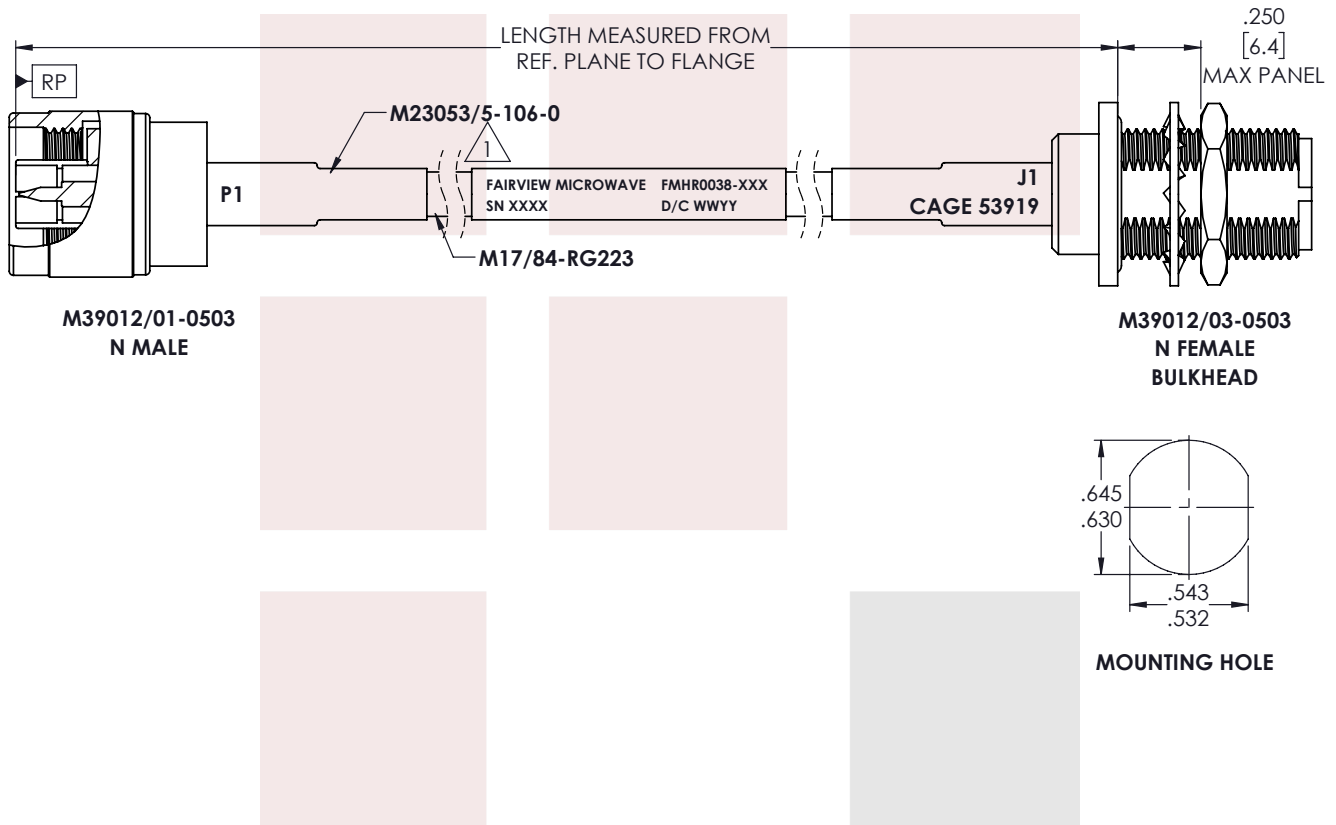 LENGTH MEASURED FROM
REF. PLANE TO FLANGE
.250
[6.4]
MAX PANEL
RP
M23053/5-106-0
1
P1
FAIRVIEW MICROWAVE FMHR0038-XXX
SN XXXX D/C WWYY
J1
CAGE 53919
M17/84-RG223
M39012/01-0503
N MALE
M39012/03-0503
N FEMALE
BULKHEAD
.645
.630
.543
.532
MOUNTING HOLE